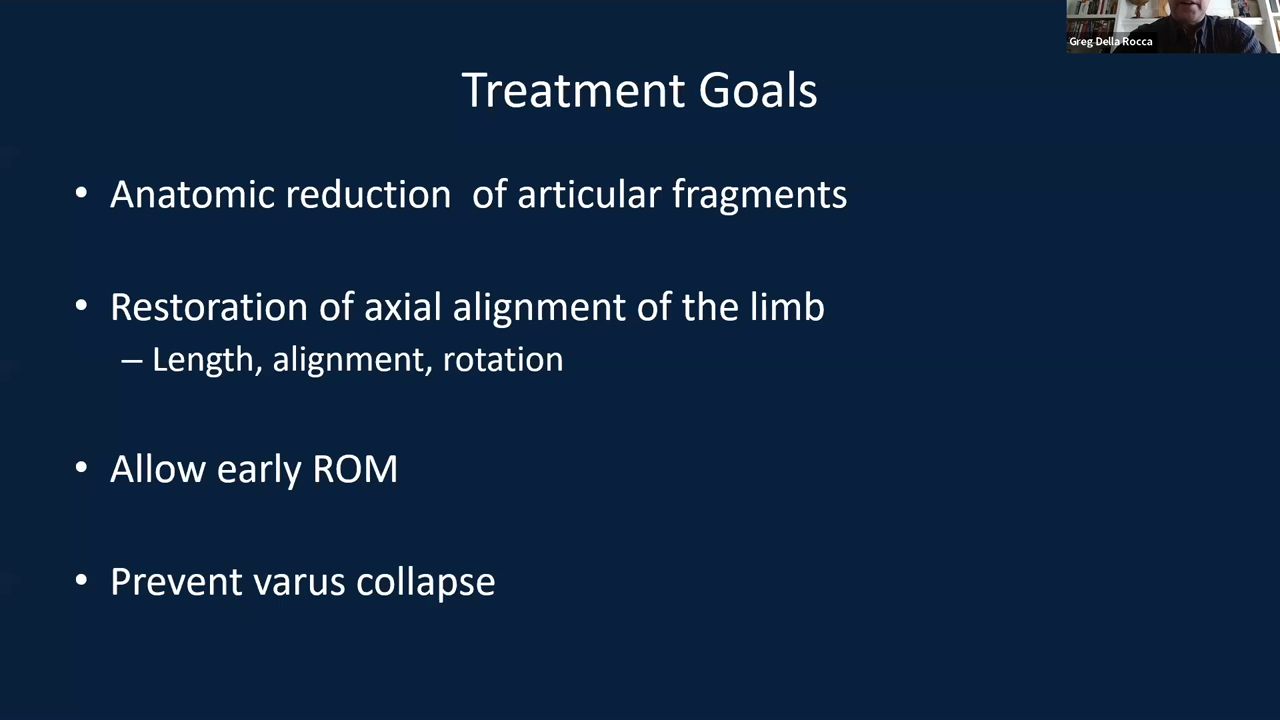 Greg Della Rocca
Treatment Goals
• Anatomic reduction  of articular fragments
• Restoration of axial alignment of the limb
– Length, alignment, rotation
• Allow early ROM
• Prevent varus collapse